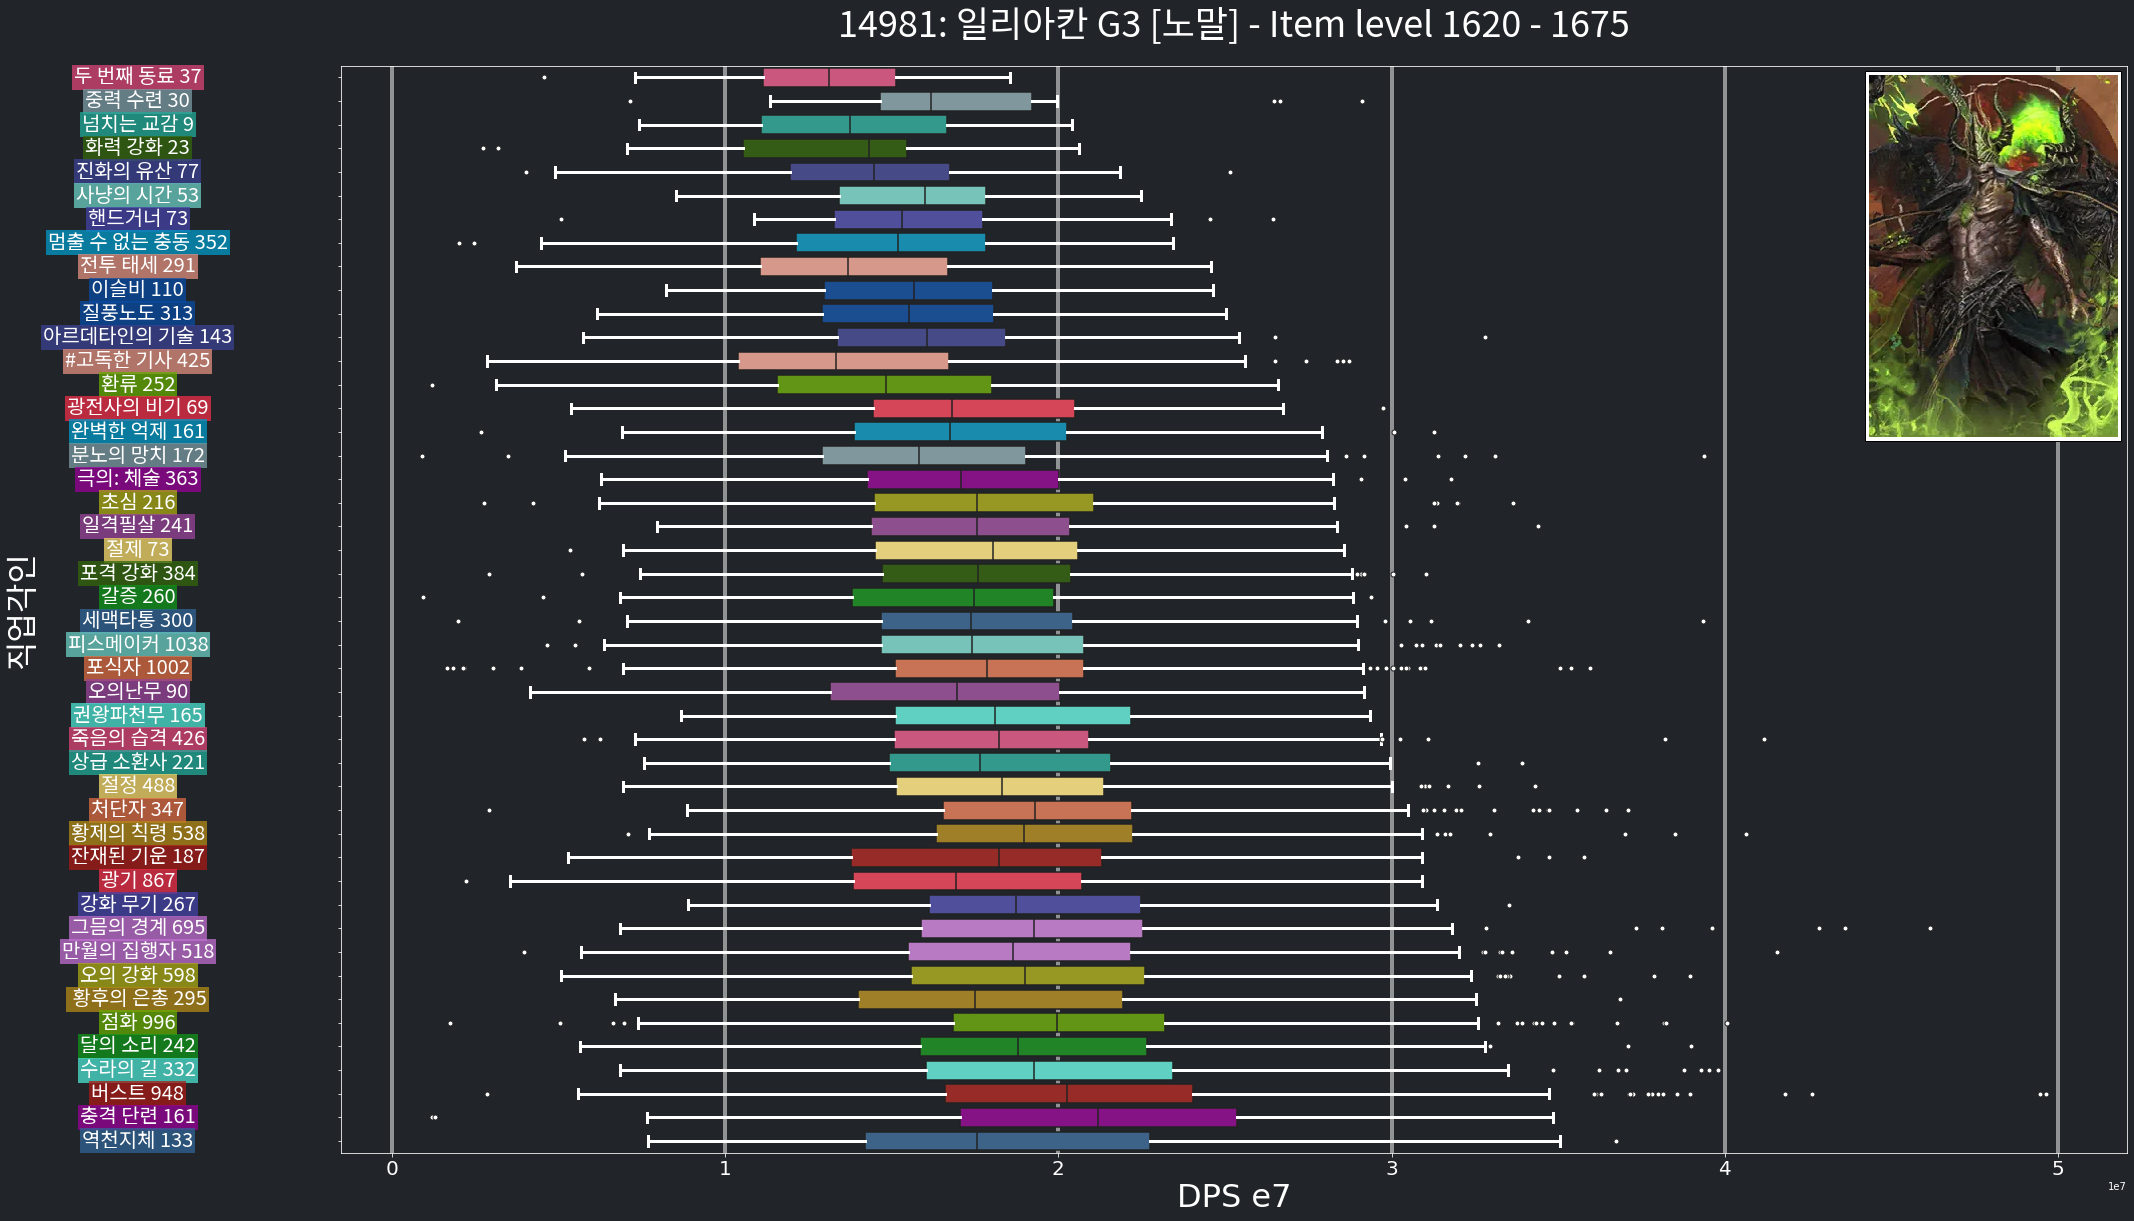 14981: 일리아칸 G3 [노말] - Item level 1620 - 1675
직업각인
두 번째 동료 37
중력 수련 30
넘치는 교감 9
화력 강화 23
진화의 유산 77
사냥의 시간 53
핸드거너 73
멈출 수 없는 충동 352
전투 태세 291
이슬비 110
질풍노도 313
아르데타인의 기술 143
#고독한 기사 425
환류 252
광전사의 비기 69
완벽한 억제 161
분노의 망치 172
극의: 체술 363
초심 216
일격필살 241
절제 73
포격 강화 384
갈증 260
세맥타통 300
피스메이커 1038
포식자 1002
오의난무 90
권왕파천무 165
죽음의 습격 426
상급 소환사 221
절정 488
처단자 347
황제의 칙령 538
잔재된 기운 187
광기 867
강화 무기 267
그믐의 경계 695
만월의 집행자 518
오의 강화 598
황후의 은총 295
점화 996
달의 소리 242
수라의 길 332
버스트 948
충격 단련 161
역천지체 133
0 1 2 3 4 5
DPS e7
1e7